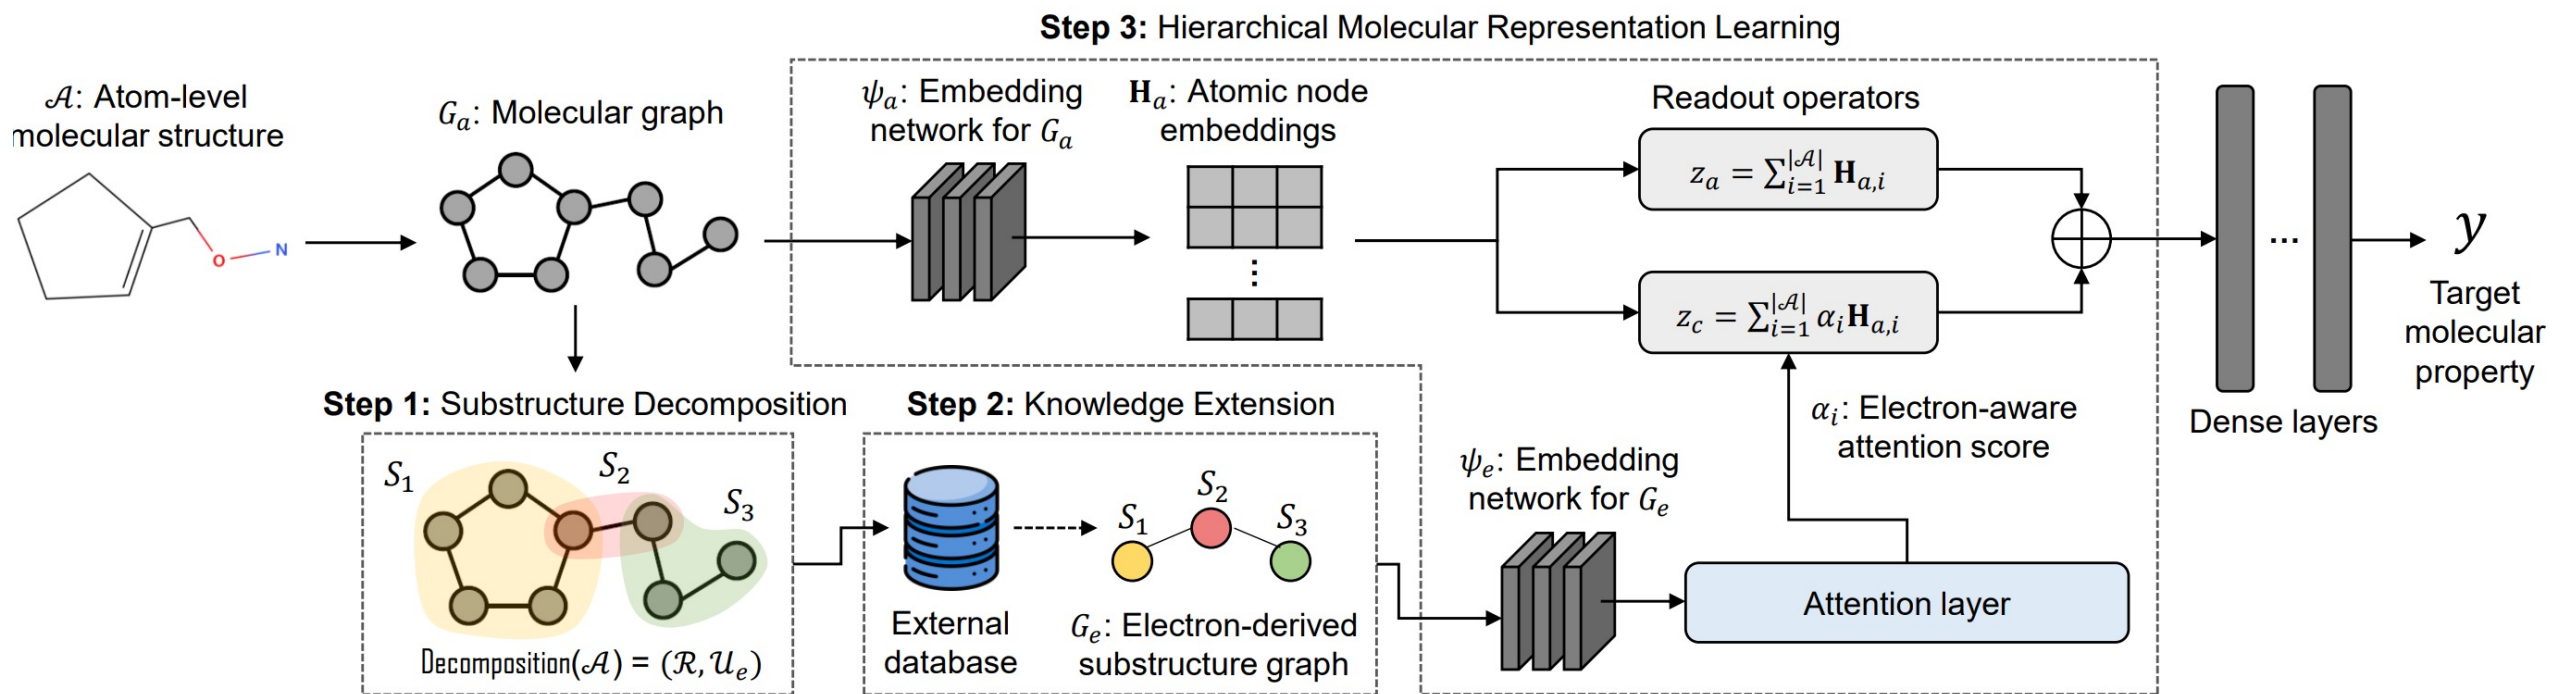 Step 3: Hierarchical Molecular Representation Learning
𝒜: Atom-level
molecular structure
O
N
G_a: Molecular graph
ψ_a: Embedding
network for G_a
H_a: Atomic node
embeddings
⋮
Readout operators
z_a = ∑_{i=1}^{|𝒜|} H_{a,i}
z_c = ∑_{i=1}^{|𝒜|} α_i H_{a,i}
...
Dense layers
y
Target
molecular
property
Step 1: Substructure Decomposition
S_1
S_2
S_3
Decomposition(𝒜) = (ℛ, 𝒰_e)
Step 2: Knowledge Extension
External
database
S_1
S_2
S_3
G_e: Electron-derived
substructure graph
ψ_e: Embedding
network for G_e
α_i: Electron-aware
attention score
Attention layer